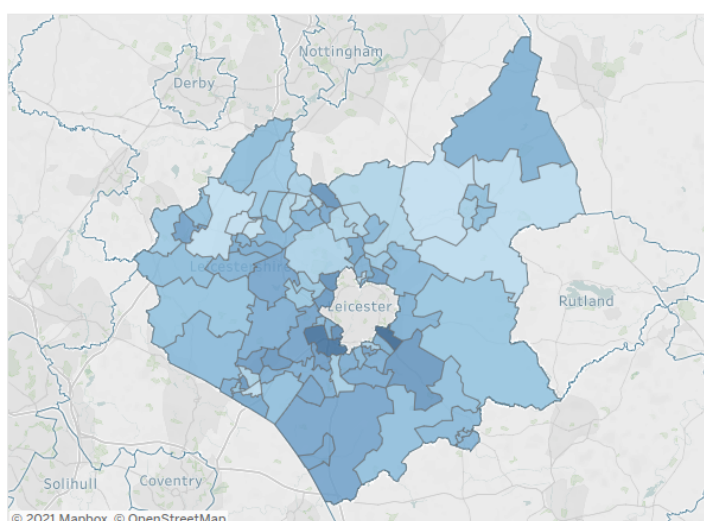 Nottingham
Derby
Leicestershire
Leicester
Rutland
Solihull
Coventry
© 2021 Mapbox © OpenStreetMap